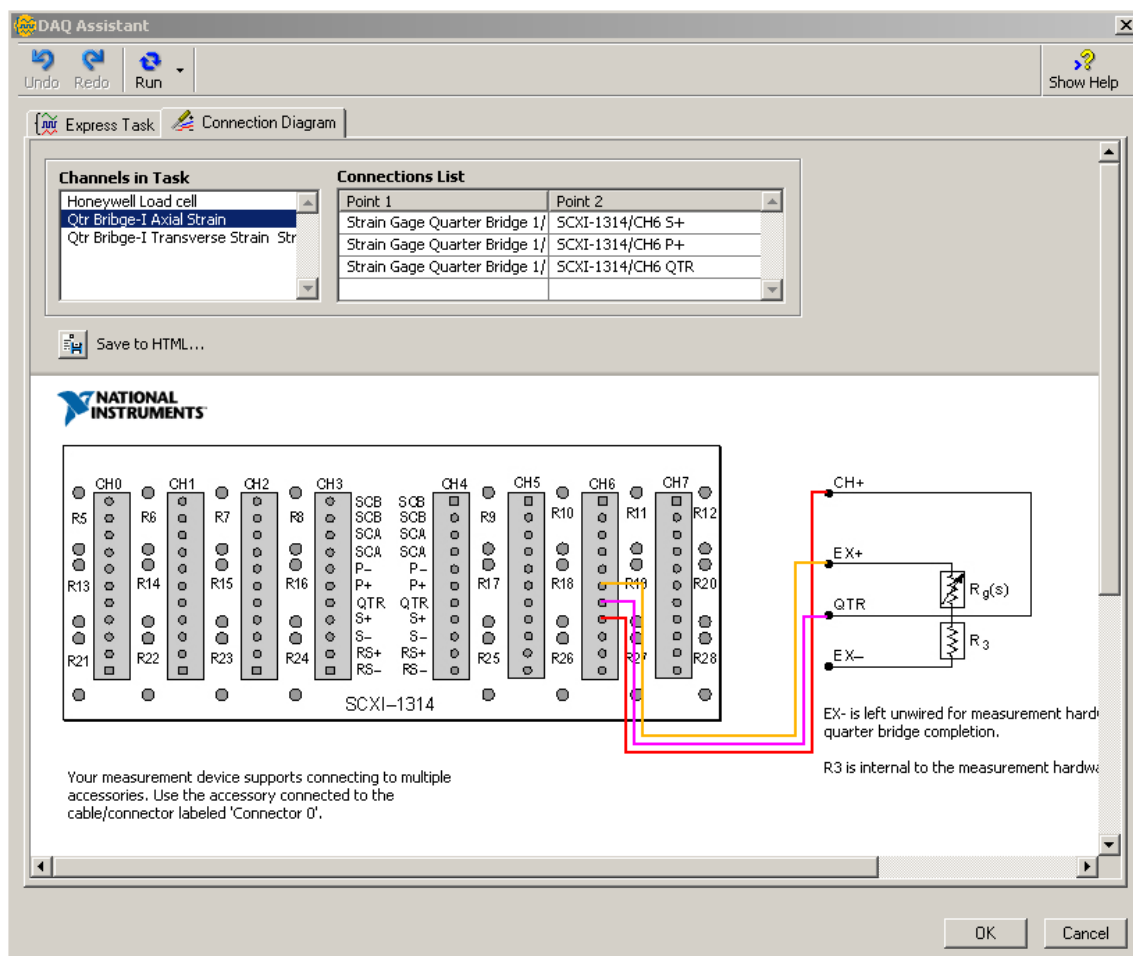 DAQ Assistant
Undo Redo Run Show Help
Express Task Connection Diagram
Channels in Task
Honeywell Load cell
Qtr Bribge-I Axial Strain
Qtr Bribge-I Transverse Strain Str
Connections List
Point 1 Point 2
Strain Gage Quarter Bridge 1/ SCXI-1314/CH6 S+
Strain Gage Quarter Bridge 1/ SCXI-1314/CH6 P+
Strain Gage Quarter Bridge 1/ SCXI-1314/CH6 QTR
Save to HTML...
NATIONAL
INSTRUMENTS
CH0 CH1 CH2 CH3 CH4 CH5 CH6 CH7
SCB SCB
R5 R6 R7 R8 SCB SCB R9 R10 R11 R12
SCA SCA
SCA SCA
P– P–
R13 R14 R15 R16 P+ P+ R17 R18 R19 R20
QTR QTR
S+ S+
S– S–
R21 R22 R23 R24 RS+ RS+ R25 R26 R27 R28
RS– RS–
SCXI–1314
CH+
EX+
Rg(s)
QTR
R3
EX–
EX- is left unwired for measurement hard
quarter bridge completion.
R3 is internal to the measurement hardwa
Your measurement device supports connecting to multiple
accessories. Use the accessory connected to the
cable/connector labeled 'Connector 0'.
OK Cancel